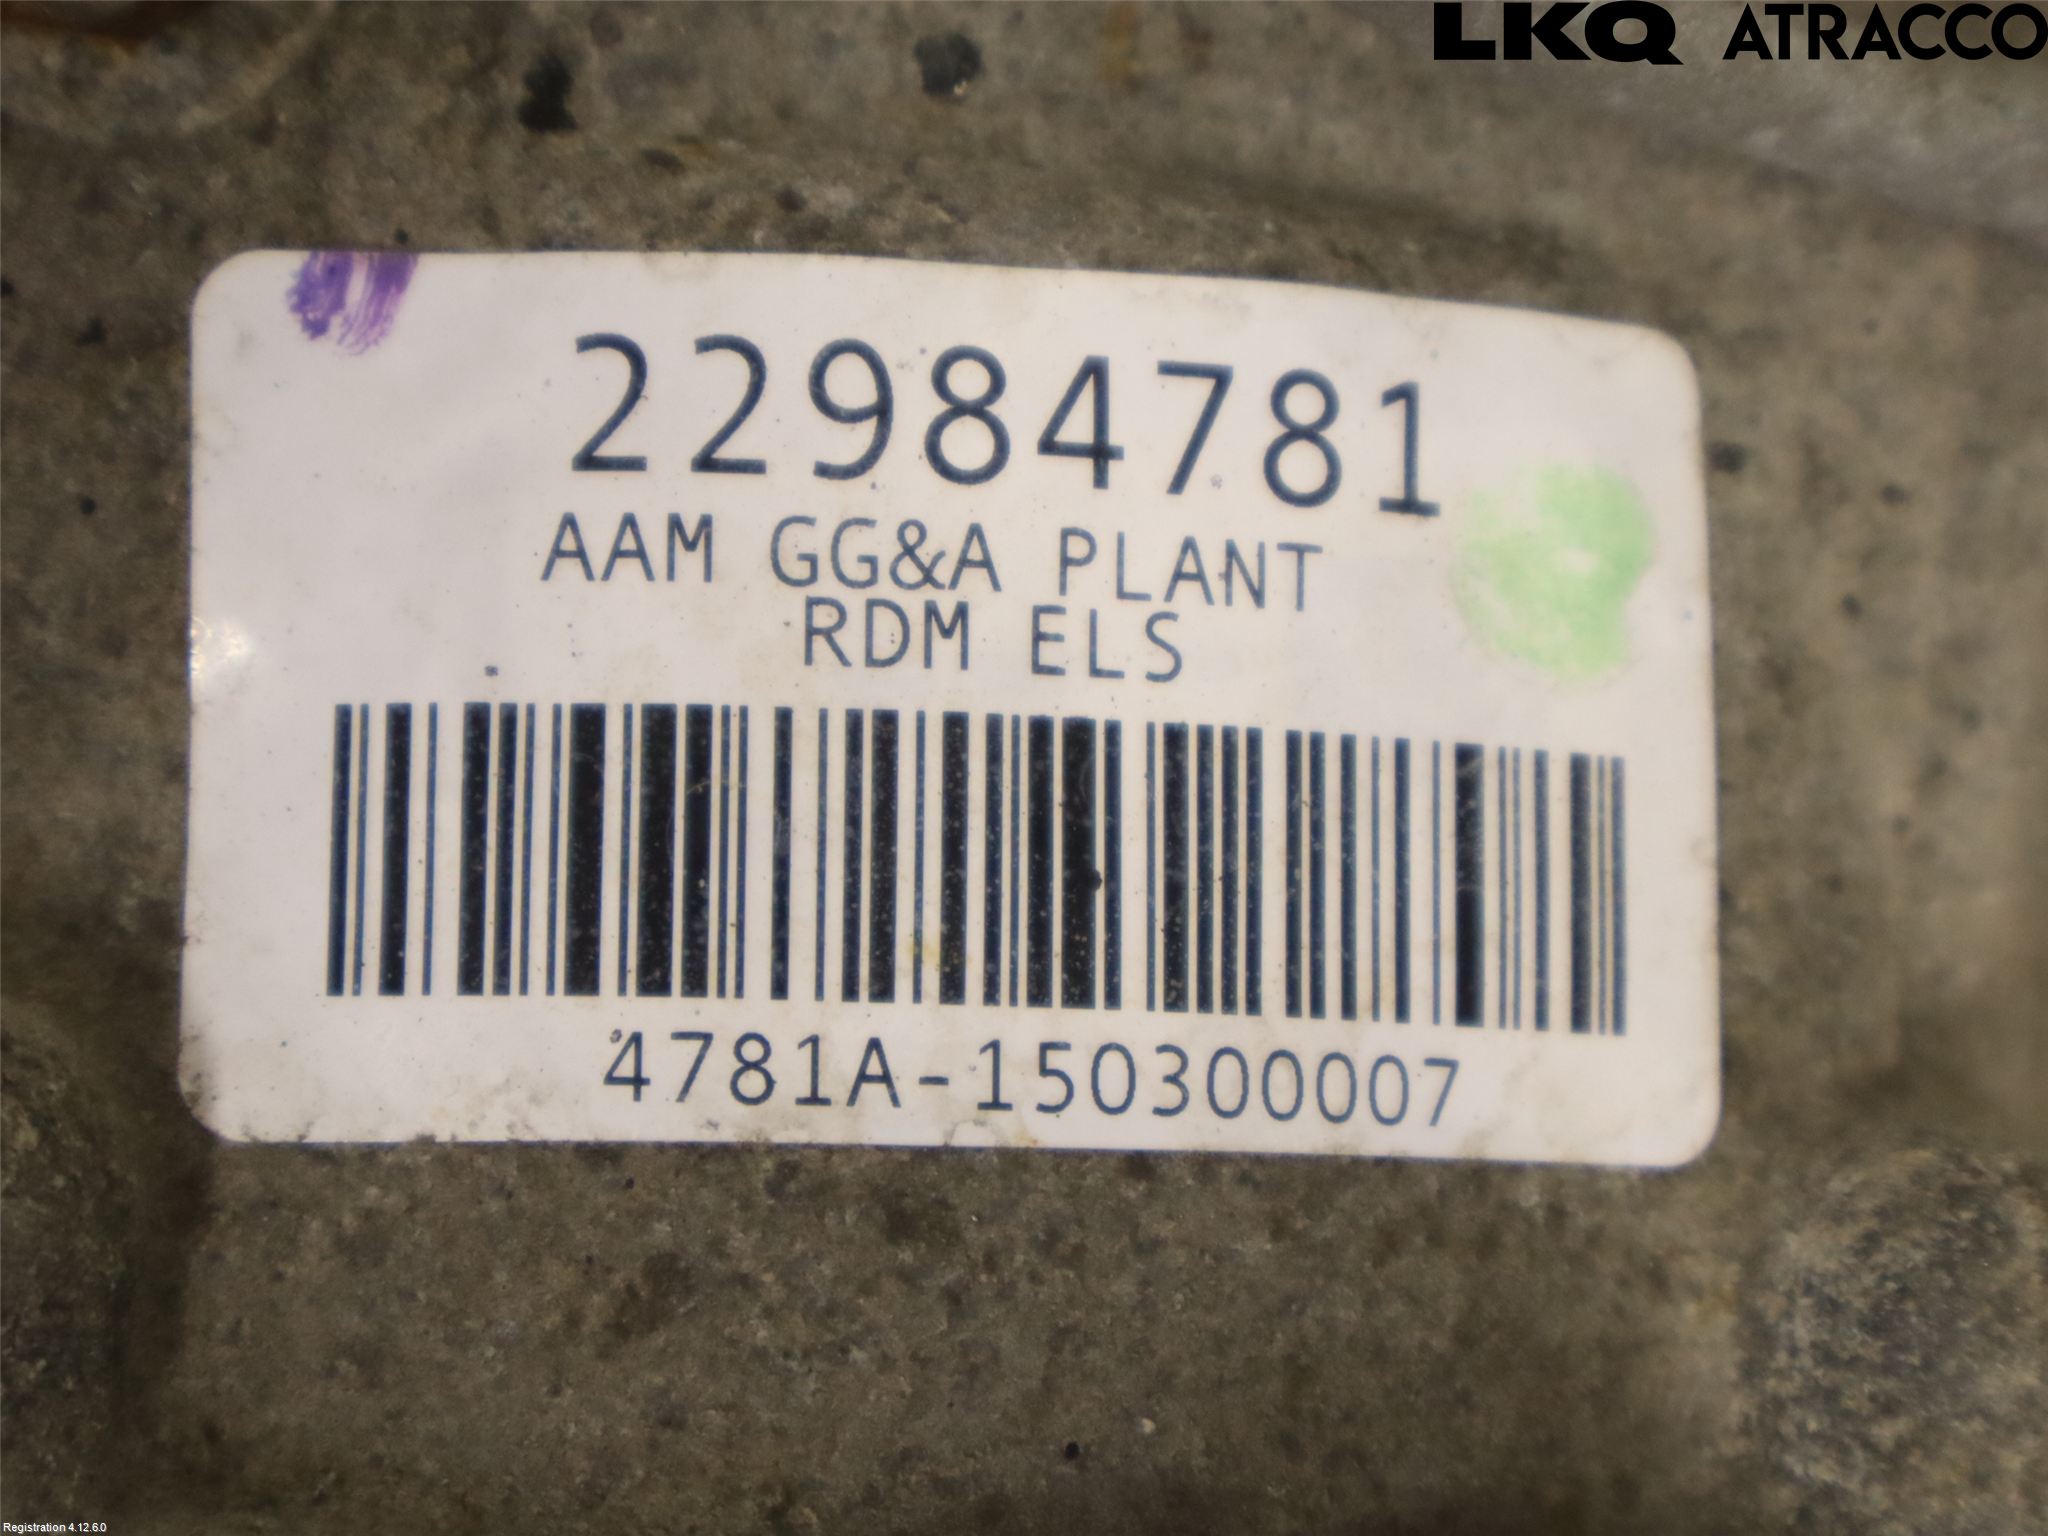 LKQ ATRACCO
22984781
AAM GG&A PLANT
RDM ELS
4781A-150300007
Registration 4.12.6.0